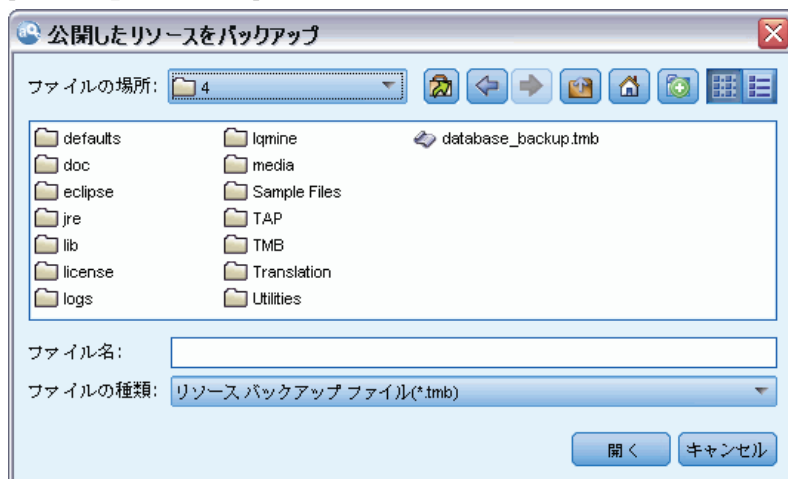 公開したリソースをバックアップ
ファイルの場所: 4
defaults
doc
eclipse
jre
lib
license
logs
lqmine
media
Sample Files
TAP
TMB
Translation
Utilities
database_backup.tmb
ファイル名:
ファイルの種類: リソース バックアップ ファイル(*.tmb)
開く キャンセル